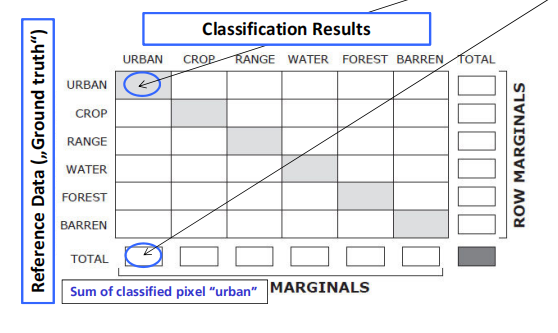 Classification Results
Reference Data („Ground truth“)
URBAN CROP RANGE WATER FOREST BARREN TOTAL
URBAN
CROP
RANGE
WATER
FOREST
BARREN
TOTAL
ROW MARGINALS
Sum of classified pixel “urban”
MARGINALS